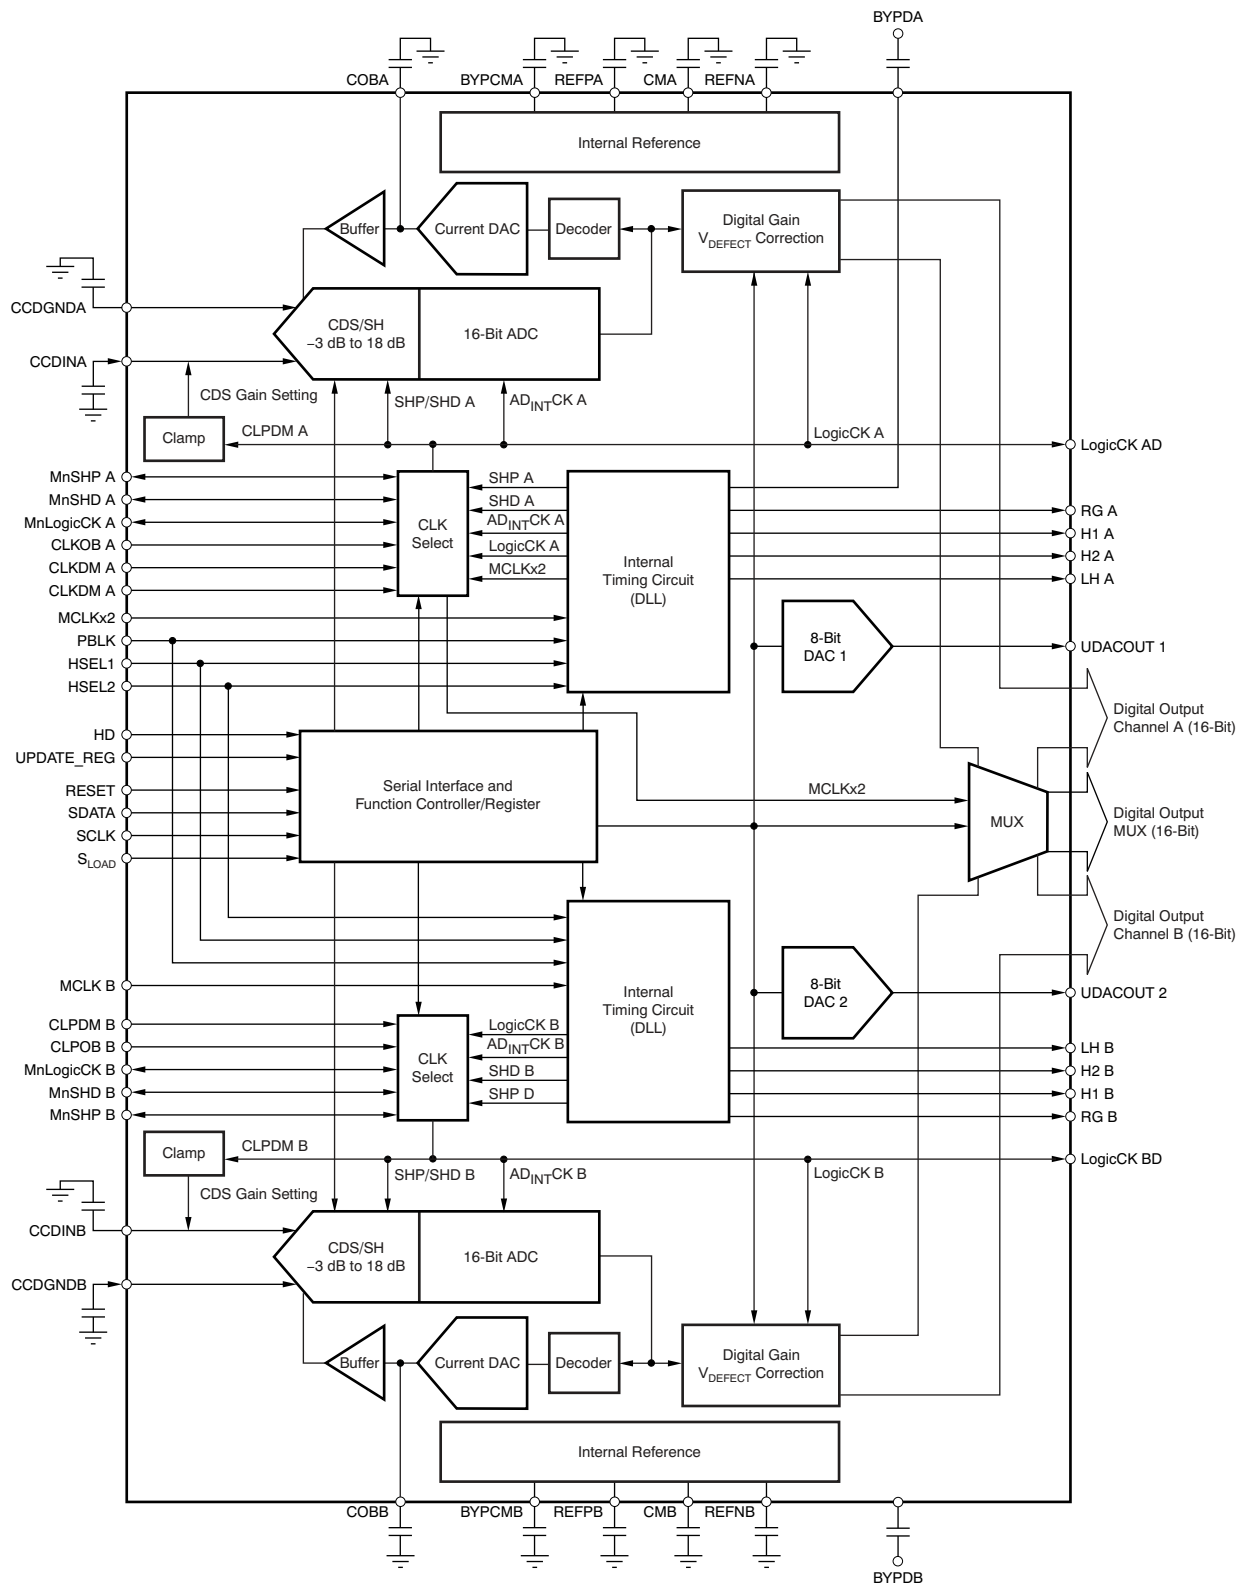 BYPDA
COBA
BYPCMA
REFPA
CMA
REFNA
Internal Reference
Buffer
Current DAC
Decoder
Digital Gain
VDEFECT Correction
CCDGNDA
CDS/SH
–3 dB to 18 dB
16-Bit ADC
CCDINA
CDS Gain Setting
SHP/SHD A
ADINTCK A
Clamp
CLPDM A
LogicCK A
LogicCK AD
MnSHP A
MnSHD A
MnLogicCK A
CLKOB A
CLKDM A
CLKDM A
MCLKx2
PBLK
HSEL1
HSEL2
CLK
Select
SHP A
SHD A
ADINTCK A
LogicCK A
MCLKx2
Internal
Timing Circuit
(DLL)
RG A
H1 A
H2 A
LH A
8-Bit
DAC 1
UDACOUT 1
Digital Output
Channel A (16-Bit)
HD
UPDATE_REG
RESET
SDATA
SCLK
SLOAD
Serial Interface and
Function Controller/Register
MCLKx2
MUX
Digital Output
MUX (16-Bit)
Digital Output
Channel B (16-Bit)
MCLK B
CLPDM B
CLPOB B
MnLogicCK B
MnSHD B
MnSHP B
CLK
Select
LogicCK B
ADINTCK B
SHD B
SHP D
Internal
Timing Circuit
(DLL)
8-Bit
DAC 2
UDACOUT 2
LH B
H2 B
H1 B
RG B
Clamp
CLPDM B
SHP/SHD B
ADINTCK B
LogicCK B
LogicCK BD
CDS Gain Setting
CCDINB
CDS/SH
–3 dB to 18 dB
16-Bit ADC
CCDGNDB
Buffer
Current DAC
Decoder
Digital Gain
VDEFECT Correction
Internal Reference
COBB
BYPCMB
REFPB
CMB
REFNB
BYPDB